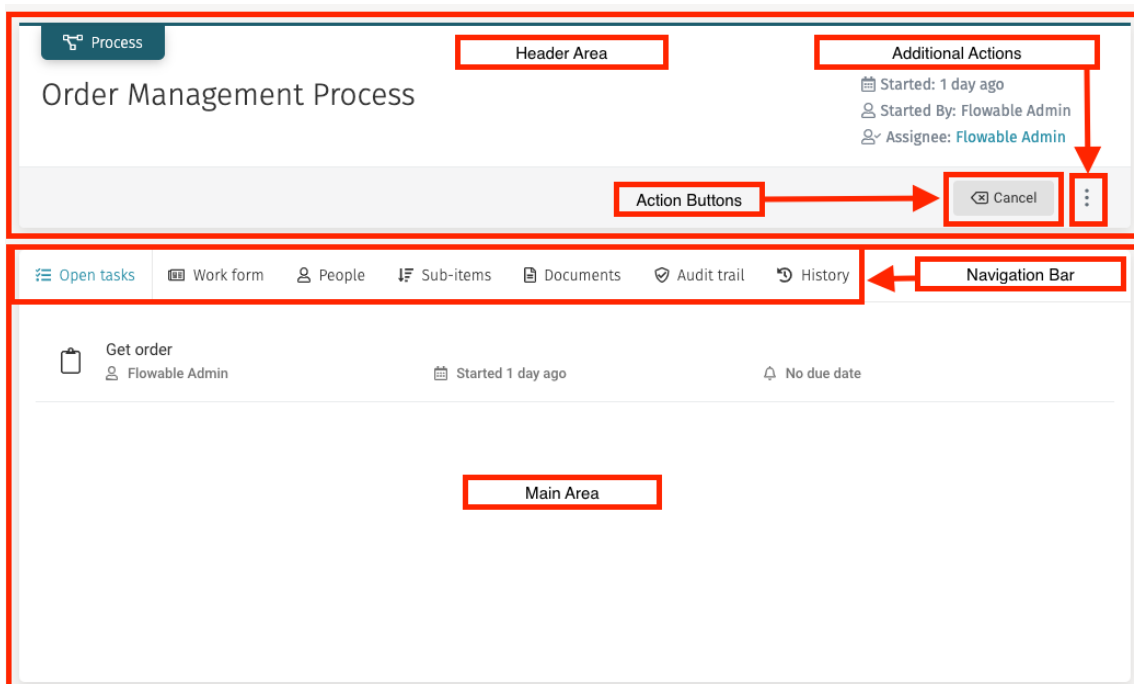 Process
Header Area
Additional Actions
Order Management Process
Started: 1 day ago
Started By: Flowable Admin
Assignee: Flowable Admin
Action Buttons
Cancel
Open tasks Work form People Sub-items Documents Audit trail History
Navigation Bar
Get order
Flowable Admin Started 1 day ago No due date
Main Area